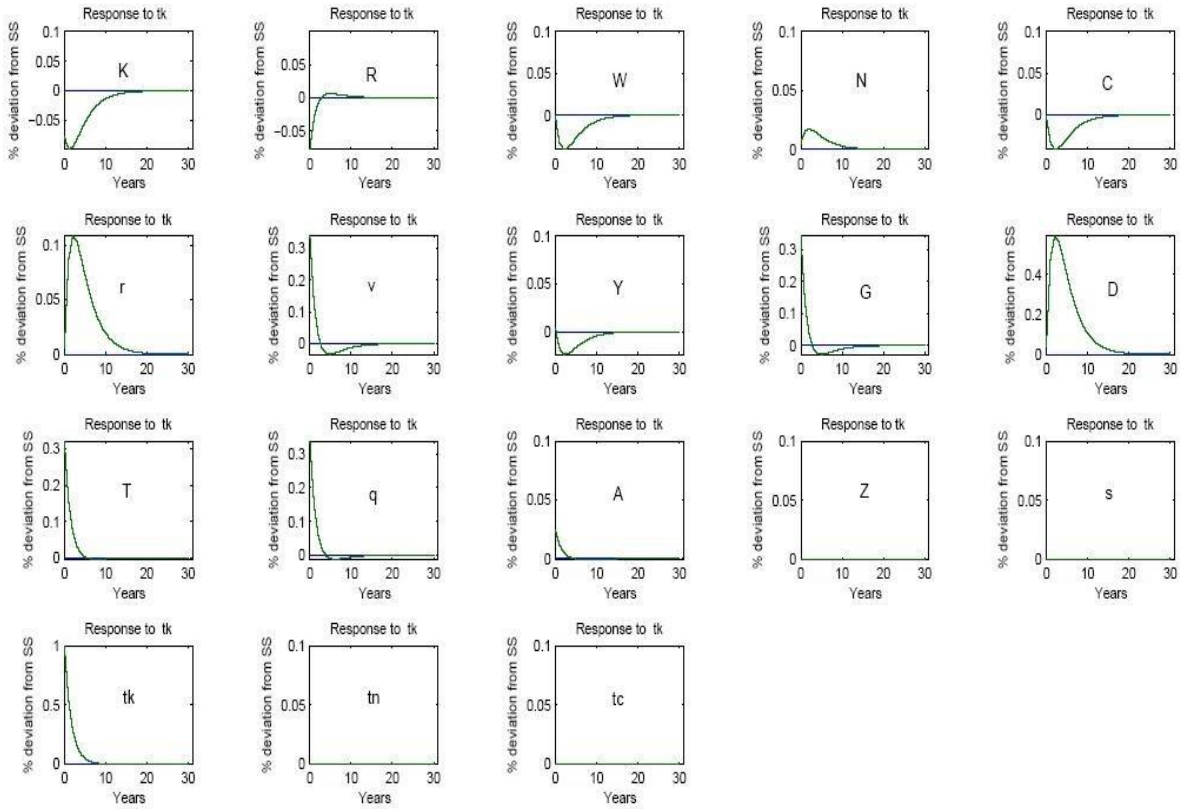 Response to tk
% deviation from SS
0.1
0.05
0
−0.05
K
0 10 20 30
Years
Response to tk
% deviation from SS
0.05
0
−0.05
R
0 10 20 30
Years
Response to tk
% deviation from SS
0.1
0.05
0
W
0 10 20 30
Years
Response to tk
% deviation from SS
0.1
0.05
0
N
0 10 20 30
Years
Response to tk
% deviation from SS
0.1
0.05
0
C
0 10 20 30
Years
Response to tk
% deviation from SS
0.1
0.05
0
r
0 10 20 30
Years
Response to tk
% deviation from SS
0.3
0.2
0.1
0
v
0 10 20 30
Years
Response to tk
% deviation from SS
0.1
0.05
0
Y
0 10 20 30
Years
Response to tk
% deviation from SS
0.3
0.2
0.1
0
G
0 10 20 30
Years
Response to tk
% deviation from SS
0.4
0.2
0
D
0 10 20 30
Years
Response to tk
% deviation from SS
0.3
0.2
0.1
0
T
0 10 20 30
Years
Response to tk
% deviation from SS
0.3
0.2
0.1
0
q
0 10 20 30
Years
Response to tk
% deviation from SS
0.1
0.05
0
A
0 10 20 30
Years
Response to tk
% deviation from SS
0.1
0.05
0
Z
0 10 20 30
Years
Response to tk
% deviation from SS
0.1
0.05
0
s
0 10 20 30
Years
Response to tk
% deviation from SS
1
0.5
0
tk
0 10 20 30
Years
Response to tk
% deviation from SS
0.1
0.05
0
tn
0 10 20 30
Years
Response to tk
% deviation from SS
0.1
0.05
0
tc
0 10 20 30
Years